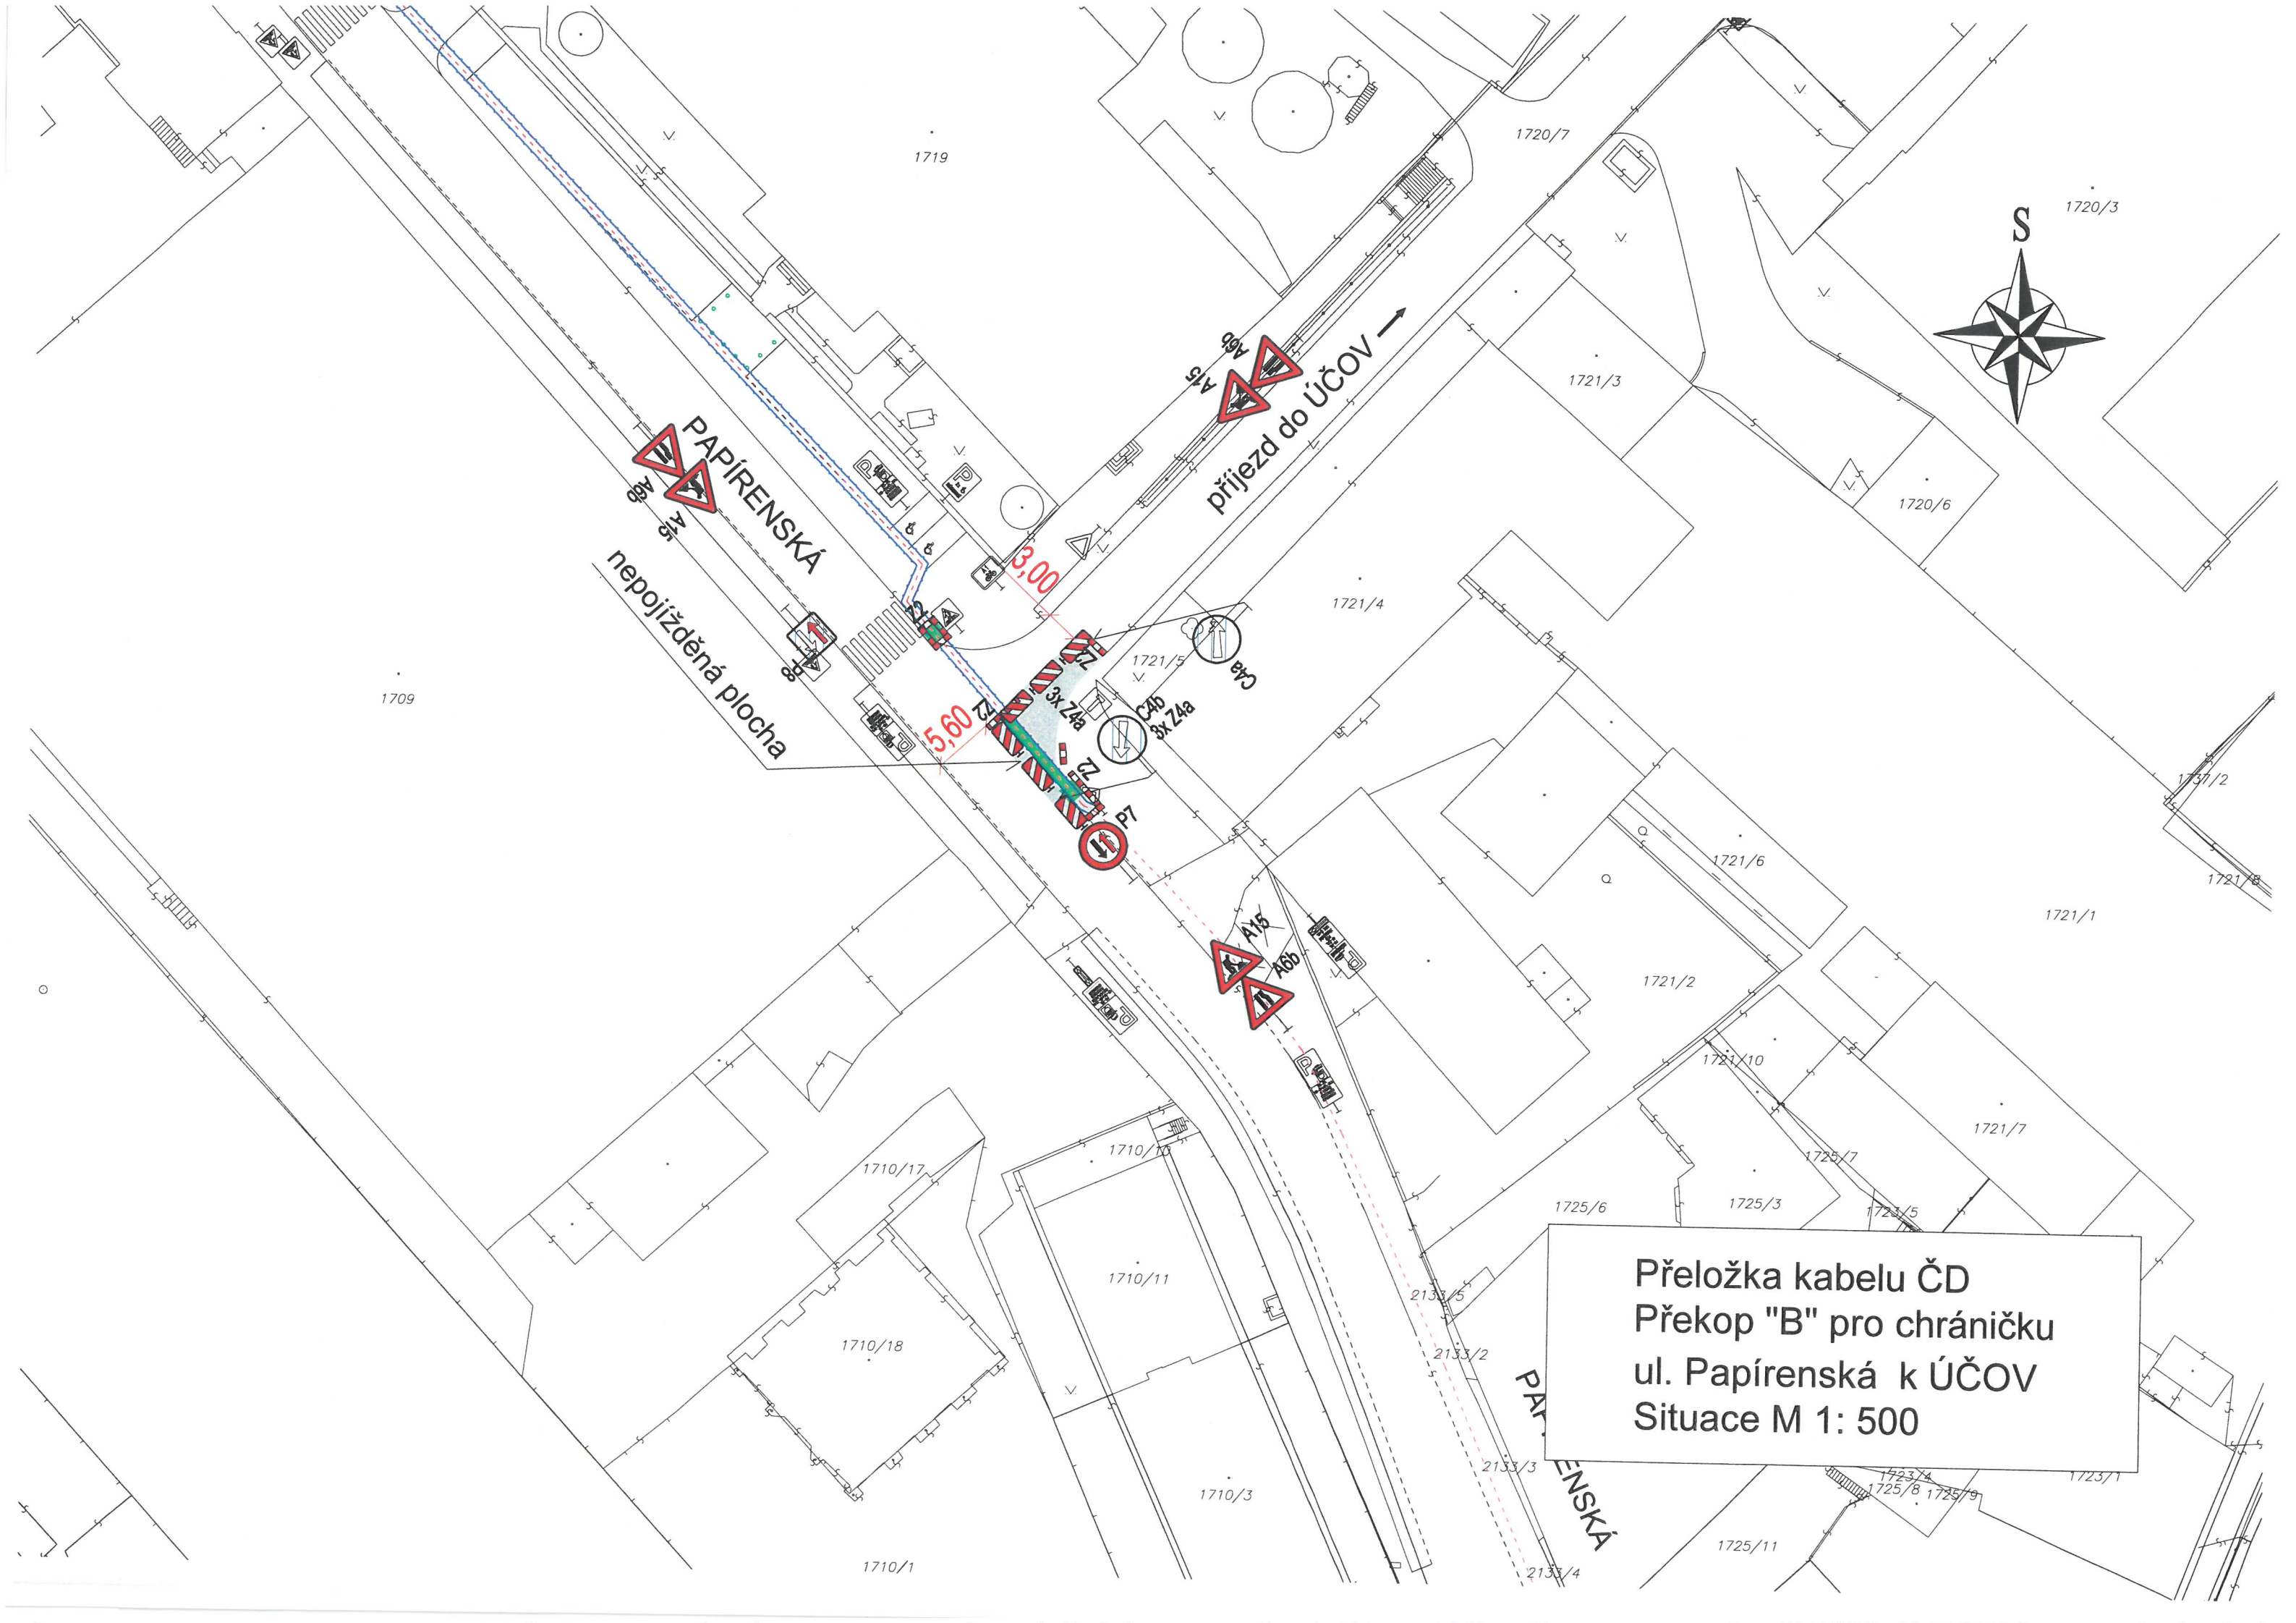 1719
1720/7
1720/3
S
A6b
A15
příjezd do ÚČOV
1721/3
1720/6
PAPÍRENSKÁ
A6b
A15
nepojížděná plocha
3,00
1721/4
Z2
1721/5
C4a
P8
1709
3x Z4a
Z2
5,60
C4b
3x Z4a
Z2
P7
1737/2
1721/6
1721/8
1721/1
A15
A6b
1721/2
1721/10
1721/7
1710/10
1710/17
1725/7
1725/6
1725/3
1723/5
1710/11
2133/5
1710/18
2133/2
Přeložka kabelu ČD
Překop "B" pro chráničku
ul. Papírenská k ÚČOV
Situace M 1: 500
2133/3
1723/4
1723/1
1725/8
1725/9
1710/3
1725/11
1710/1
2133/4